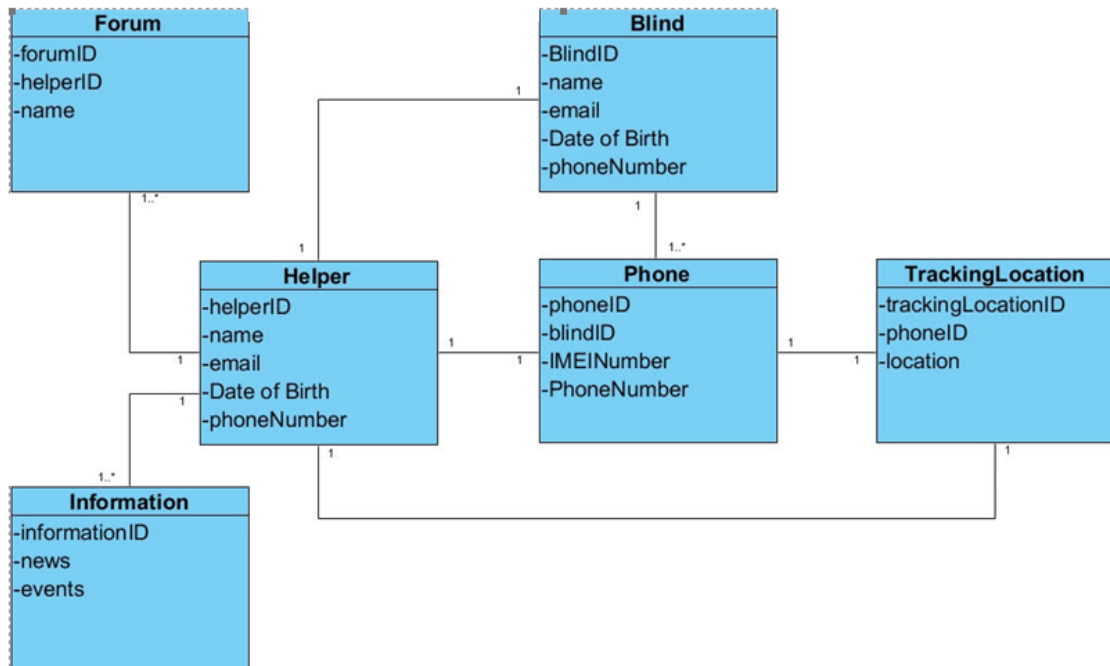 Forum
-forumID
-helperID
-name
Blind
-BlindID
-name
-email
-Date of Birth
-phoneNumber
1
1..*
1
1..*
1
Helper
-helperID
-name
-email
-Date of Birth
-phoneNumber
Phone
-phoneID
-blindID
-IMEINumber
-PhoneNumber
TrackingLocation
-trackingLocationID
-phoneID
-location
1
1
1
1
1
1
1
1
1..*
Information
-informationID
-news
-events